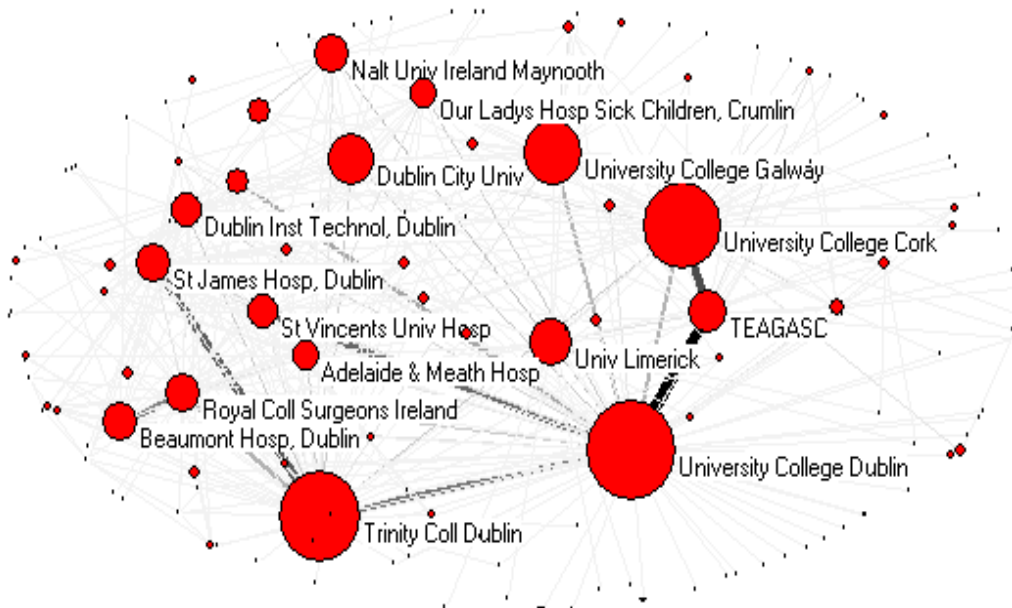 Nalt Univ Ireland Maynooth
Our Ladys Hosp Sick Children, Crumlin
Dublin City Univ
University College Galway
Dublin Inst Technol, Dublin
University College Cork
St James Hosp, Dublin
St Vincents Univ Hosp
TEAGASC
Univ Limerick
Adelaide & Meath Hosp
Royal Coll Surgeons Ireland
Beaumont Hosp, Dublin
University College Dublin
Trinity Coll Dublin